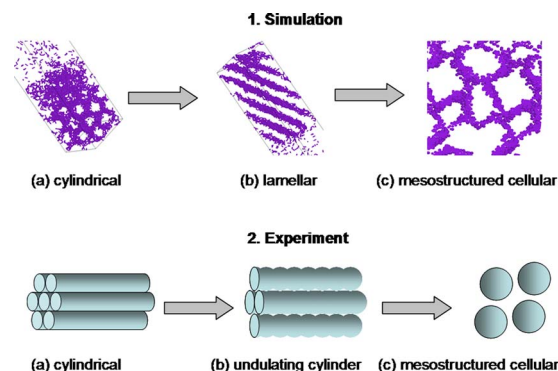 1. Simulation
(a) cylindrical
(b) lamellar
(c) mesostructured cellular
2. Experiment
(a) cylindrical
(b) undulating cylinder
(c) mesostructured cellular